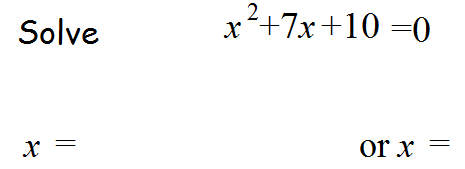 Solve x²+7x+10 =0
x = or x =